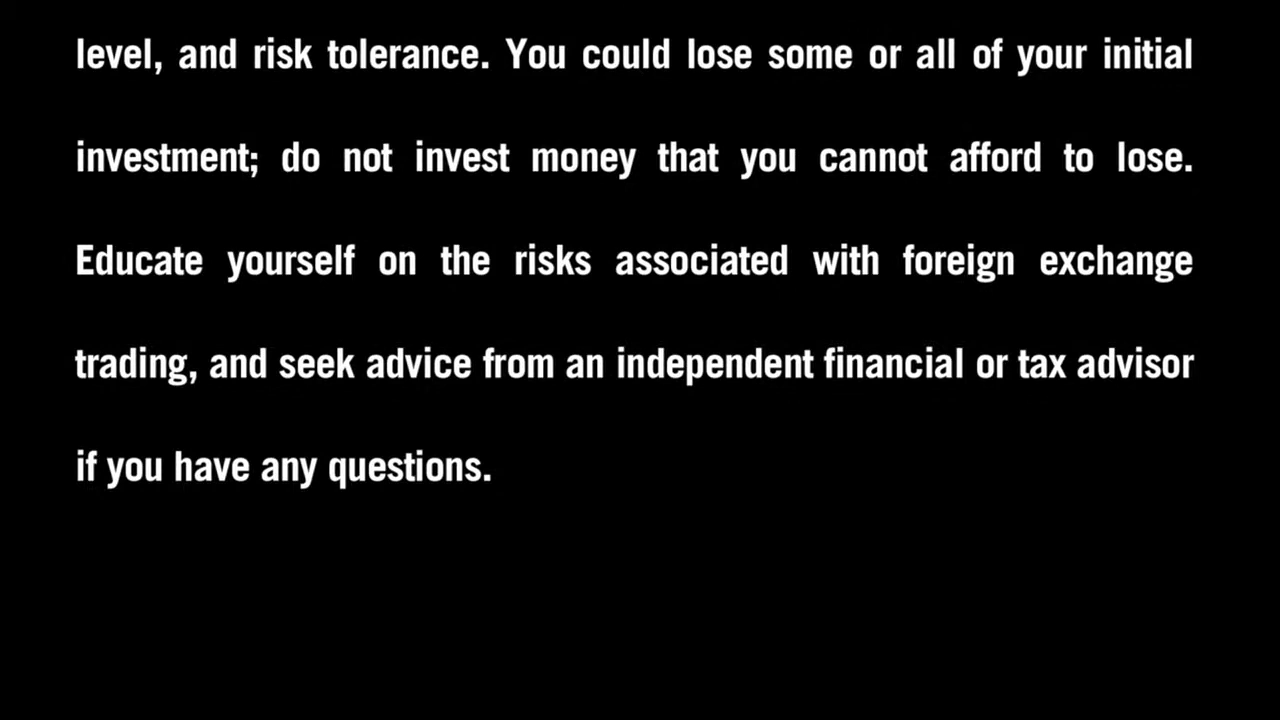 level, and risk tolerance. You could lose some or all of your initial
investment; do not invest money that you cannot afford to lose.
Educate yourself on the risks associated with foreign exchange
trading, and seek advice from an independent financial or tax advisor
if you have any questions.